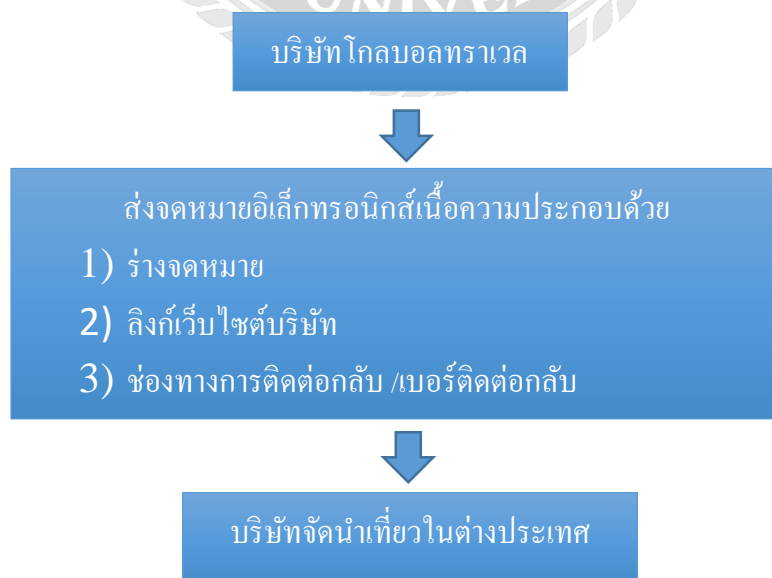 บริษัทโกลบอลทราเวล
ส่งจดหมายอิเล็กทรอนิกส์เนื้อความประกอบด้วย
1) ร่างจดหมาย
2) ลิงก์เว็บไซต์บริษัท
3) ช่องทางการติดต่อกลับ /เบอร์ติดต่อกลับ
บริษัทจัดนำเที่ยวในต่างประเทศ